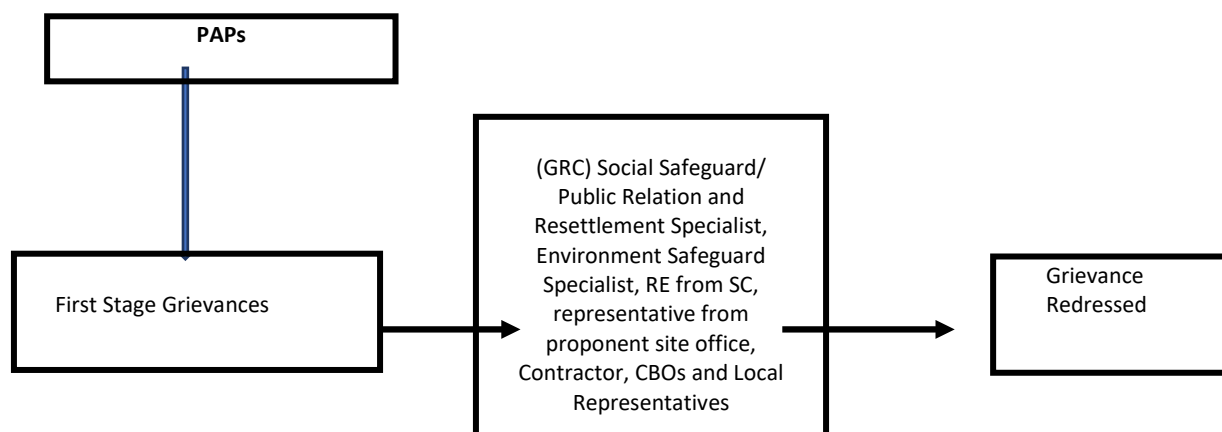 PAPs
(GRC) Social Safeguard/
Public Relation and
Resettlement Specialist,
Environment Safeguard
Specialist, RE from SC,
representative from
proponent site office,
Contractor, CBOs and Local
Representatives
First Stage Grievances
Grievance
Redressed